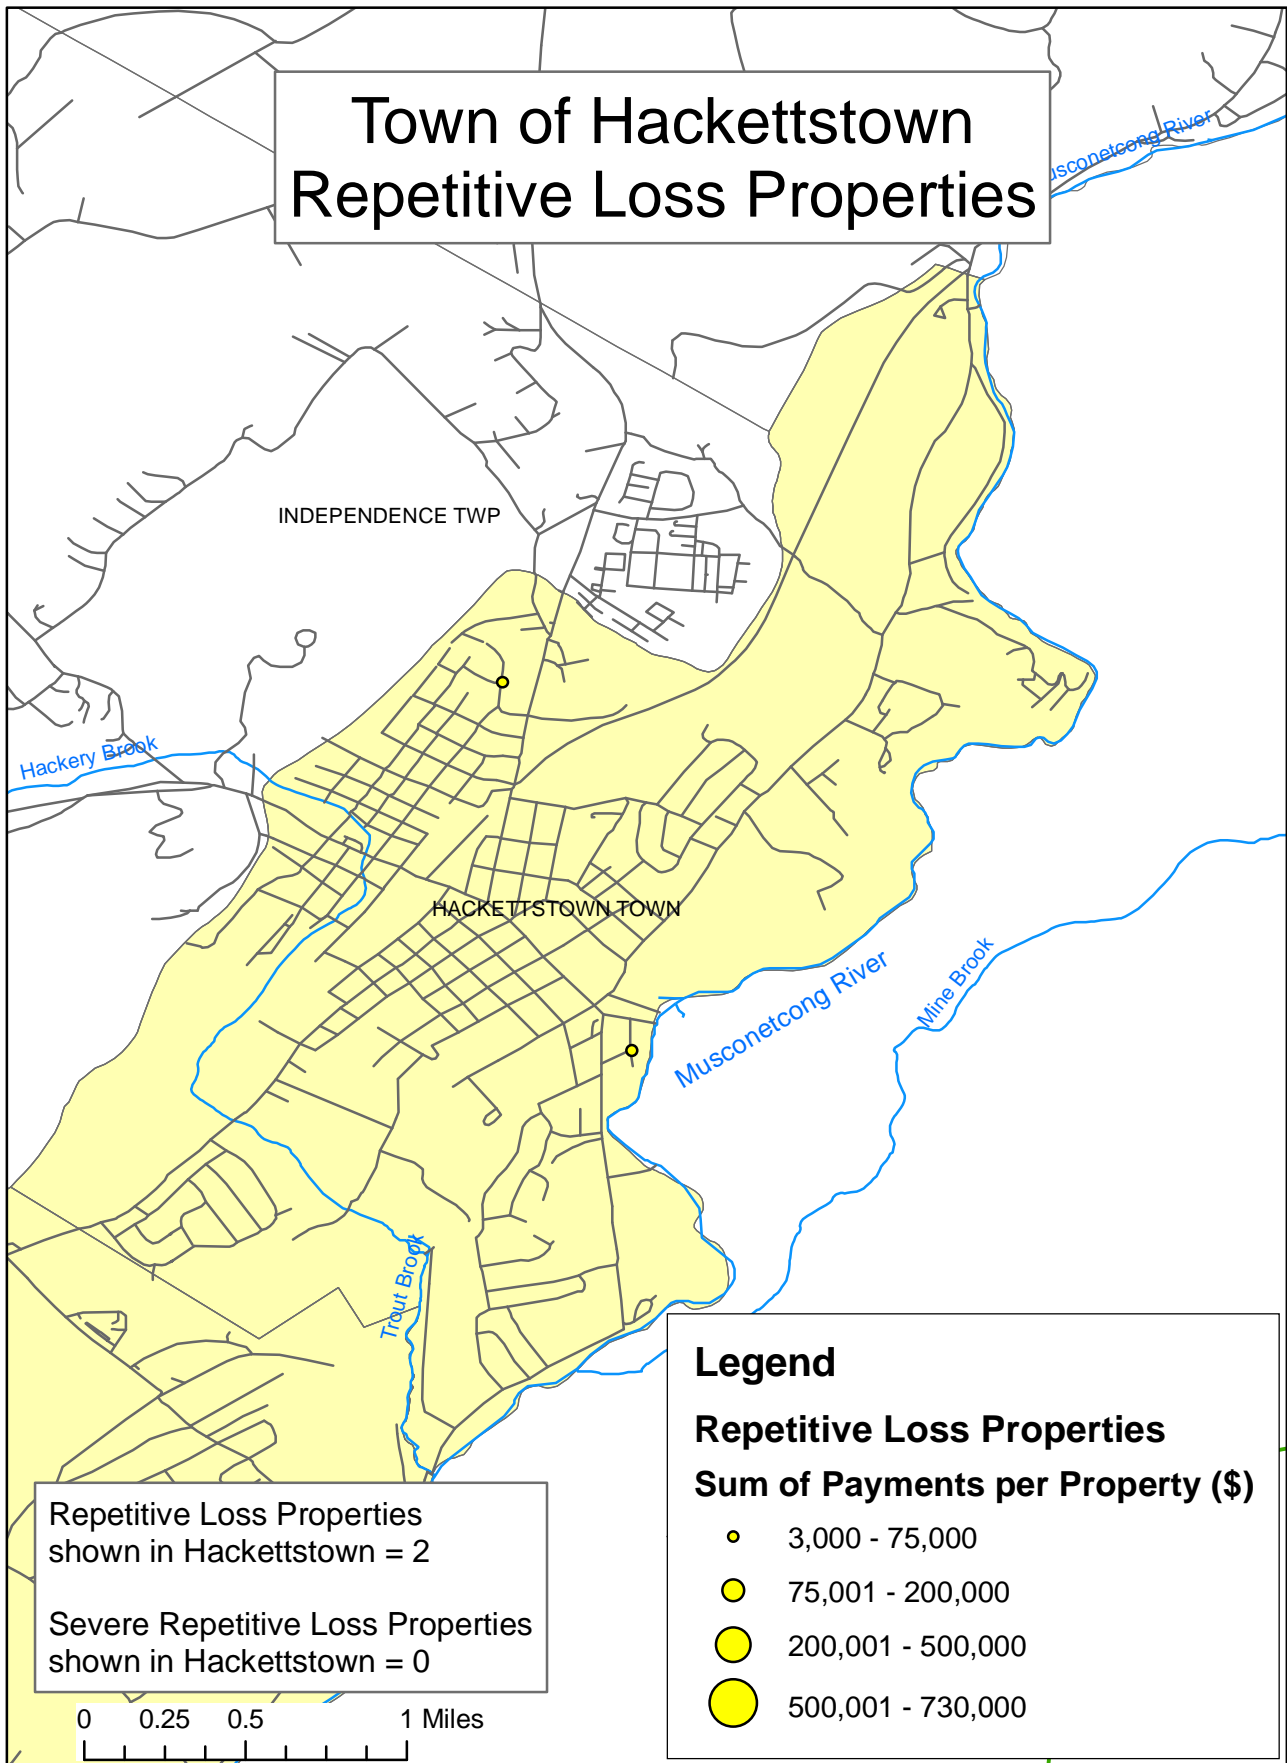 Town of Hackettstown
Repetitive Loss Properties
Musconetcong River
INDEPENDENCE TWP
Hackery Brook
HACKETTSTOWN TOWN
Musconetcong River
Mine Brook
Trout Brook
Legend
Repetitive Loss Properties
Sum of Payments per Property ($)
3,000 - 75,000
75,001 - 200,000
200,001 - 500,000
500,001 - 730,000
Repetitive Loss Properties
shown in Hackettstown = 2
Severe Repetitive Loss Properties
shown in Hackettstown = 0
0 0.25 0.5 1 Miles